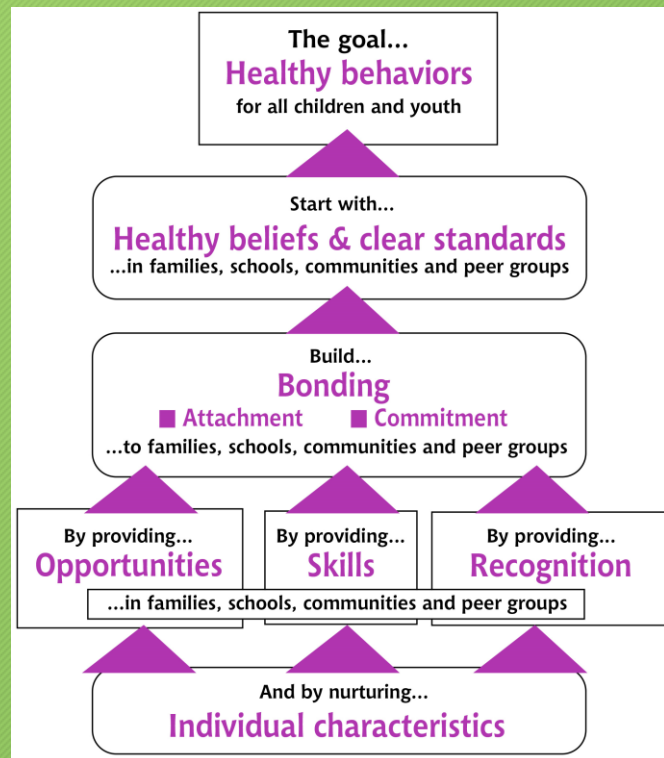 The goal...
Healthy behaviors
for all children and youth
Start with...
Healthy beliefs & clear standards
...in families, schools, communities and peer groups
Build...
Bonding
■ Attachment ■ Commitment
...to families, schools, communities and peer groups
By providing...
Opportunities
By providing...
Skills
By providing...
Recognition
...in families, schools, communities and peer groups
And by nurturing...
Individual characteristics